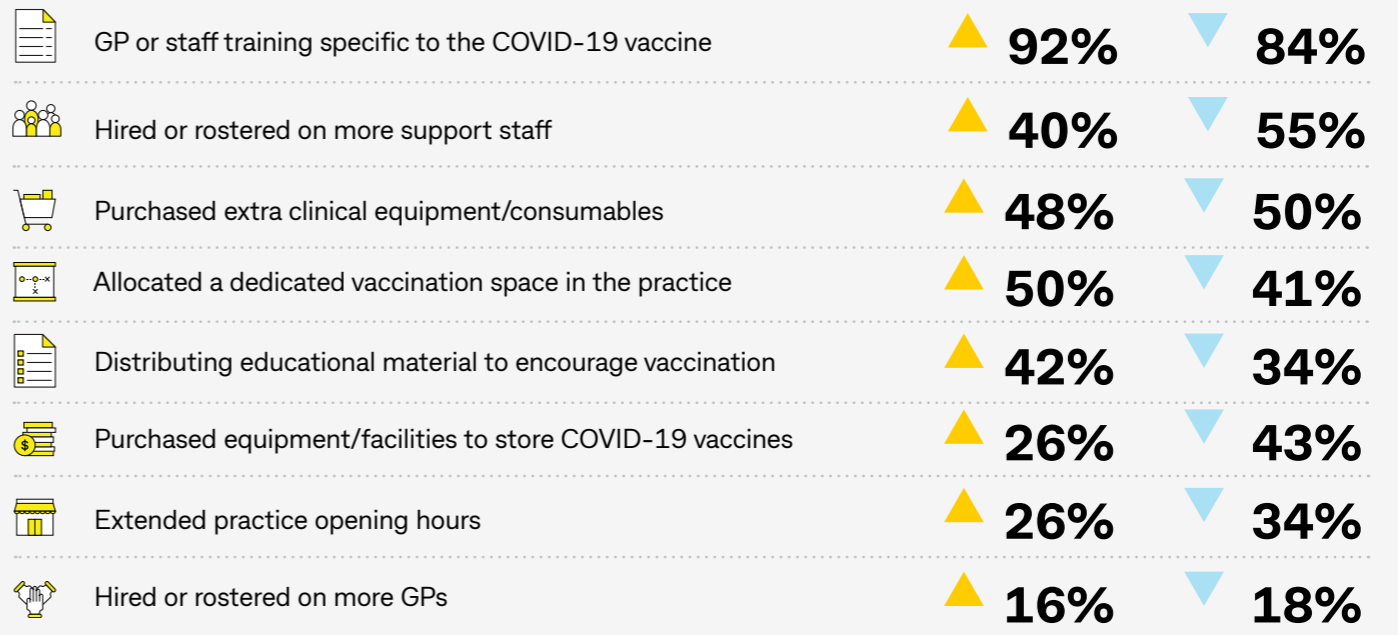 GP or staff training specific to the COVID-19 vaccine 92% 84%
Hired or rostered on more support staff 40% 55%
Purchased extra clinical equipment/consumables 48% 50%
Allocated a dedicated vaccination space in the practice 50% 41%
Distributing educational material to encourage vaccination 42% 34%
$ Purchased equipment/facilities to store COVID-19 vaccines 26% 43%
Extended practice opening hours 26% 34%
Hired or rostered on more GPs 16% 18%